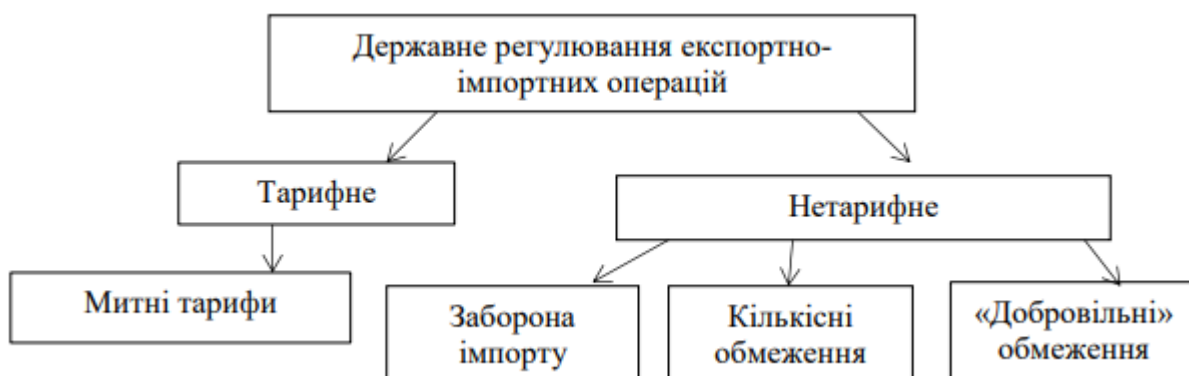 Державне регулювання експортно-
імпортних операцій
Тарифне
Нетарифне
Митні тарифи
Заборона
імпорту
Кількісні
обмеження
«Добровільні»
обмеження